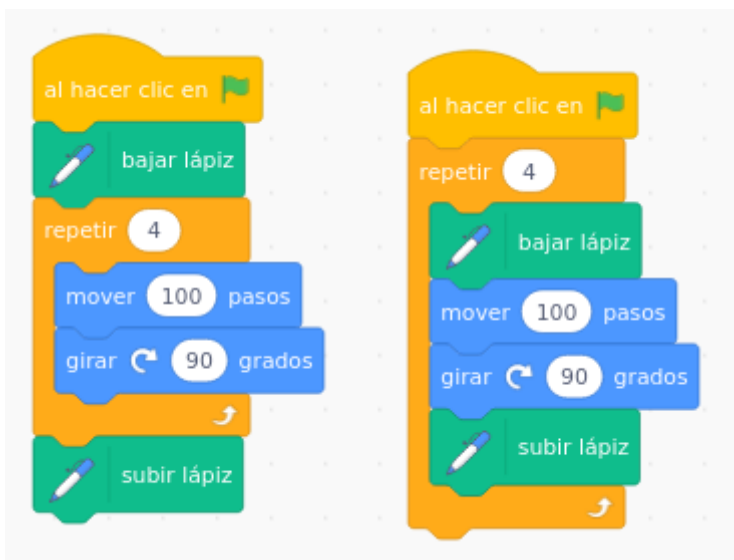 al hacer clic en
bajar lápiz
repetir 4
mover 100 pasos
girar 90 grados
subir lápiz
al hacer clic en
repetir 4
bajar lápiz
mover 100 pasos
girar 90 grados
subir lápiz